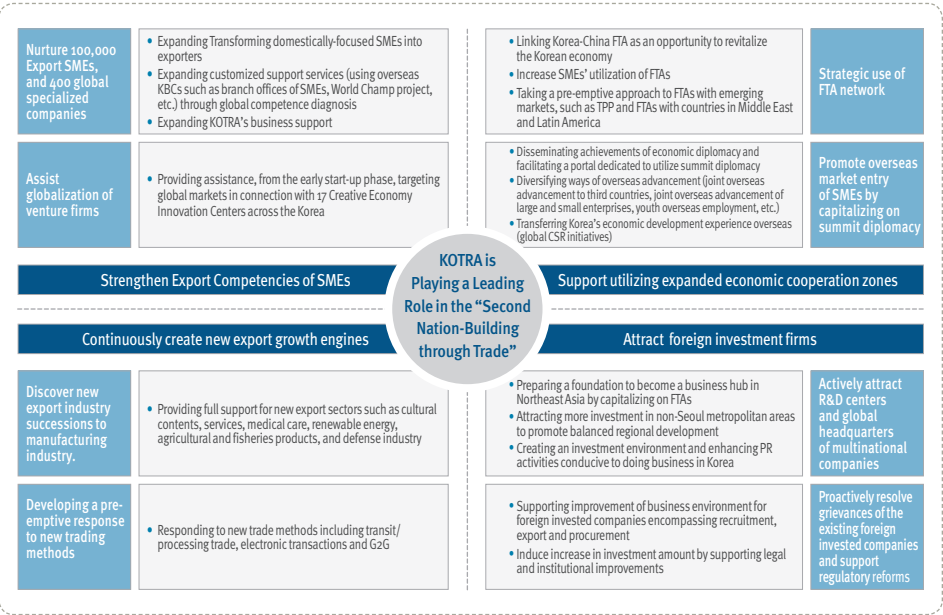 Nurture 100,000
Export SMEs,
and 400 global
specialized
companies
• Expanding Transforming domestically-focused SMEs into
exporters
• Expanding customized support services (using overseas
KBCs such as branch offices of SMEs, World Champ project,
etc.) through global competence diagnosis
• Expanding KOTRA's business support
Assist
globalization of
venture firms
• Providing assistance, from the early start-up phase, targeting
global markets in connection with 17 Creative Economy
Innovation Centers across the Korea
Strengthen Export Competencies of SMEs
• Linking Korea-China FTA as an opportunity to revitalize
the Korean economy
• Increase SMEs' utilization of FTAs
• Taking a pre-emptive approach to FTAs with emerging
markets, such as TPP and FTAs with countries in Middle East
and Latin America
Strategic use of
FTA network
• Disseminating achievements of economic diplomacy and
facilitating a portal dedicated to utilize summit diplomacy
• Diversifying ways of overseas advancement (joint overseas
advancement to third countries, joint overseas advancement of
large and small enterprises, youth overseas employment, etc.)
• Transferring Korea's economic development experience overseas
(global CSR initiatives)
Promote overseas
market entry
of SMEs by
capitalizing on
summit diplomacy
Support utilizing expanded economic cooperation zones
KOTRA is
Playing a Leading
Role in the “Second
Nation-Building
through Trade”
Continuously create new export growth engines
Discover new
export industry
successions to
manufacturing
industry.
• Providing full support for new export sectors such as cultural
contents, services, medical care, renewable energy,
agricultural and fisheries products, and defense industry
Developing a pre-
emptive response
to new trading
methods
• Responding to new trade methods including transit/
processing trade, electronic transactions and G2G
Attract foreign investment firms
• Preparing a foundation to become a business hub in
Northeast Asia by capitalizing on FTAs
• Attracting more investment in non-Seoul metropolitan areas
to promote balanced regional development
• Creating an investment environment and enhancing PR
activities conducive to doing business in Korea
Actively attract
R&D centers
and global
headquarters
of multinational
companies
• Supporting improvement of business environment for
foreign invested companies encompassing recruitment,
export and procurement
• Induce increase in investment amount by supporting legal
and institutional improvements
Proactively resolve
grievances of the
existing foreign
invested companies
and support
regulatory reforms